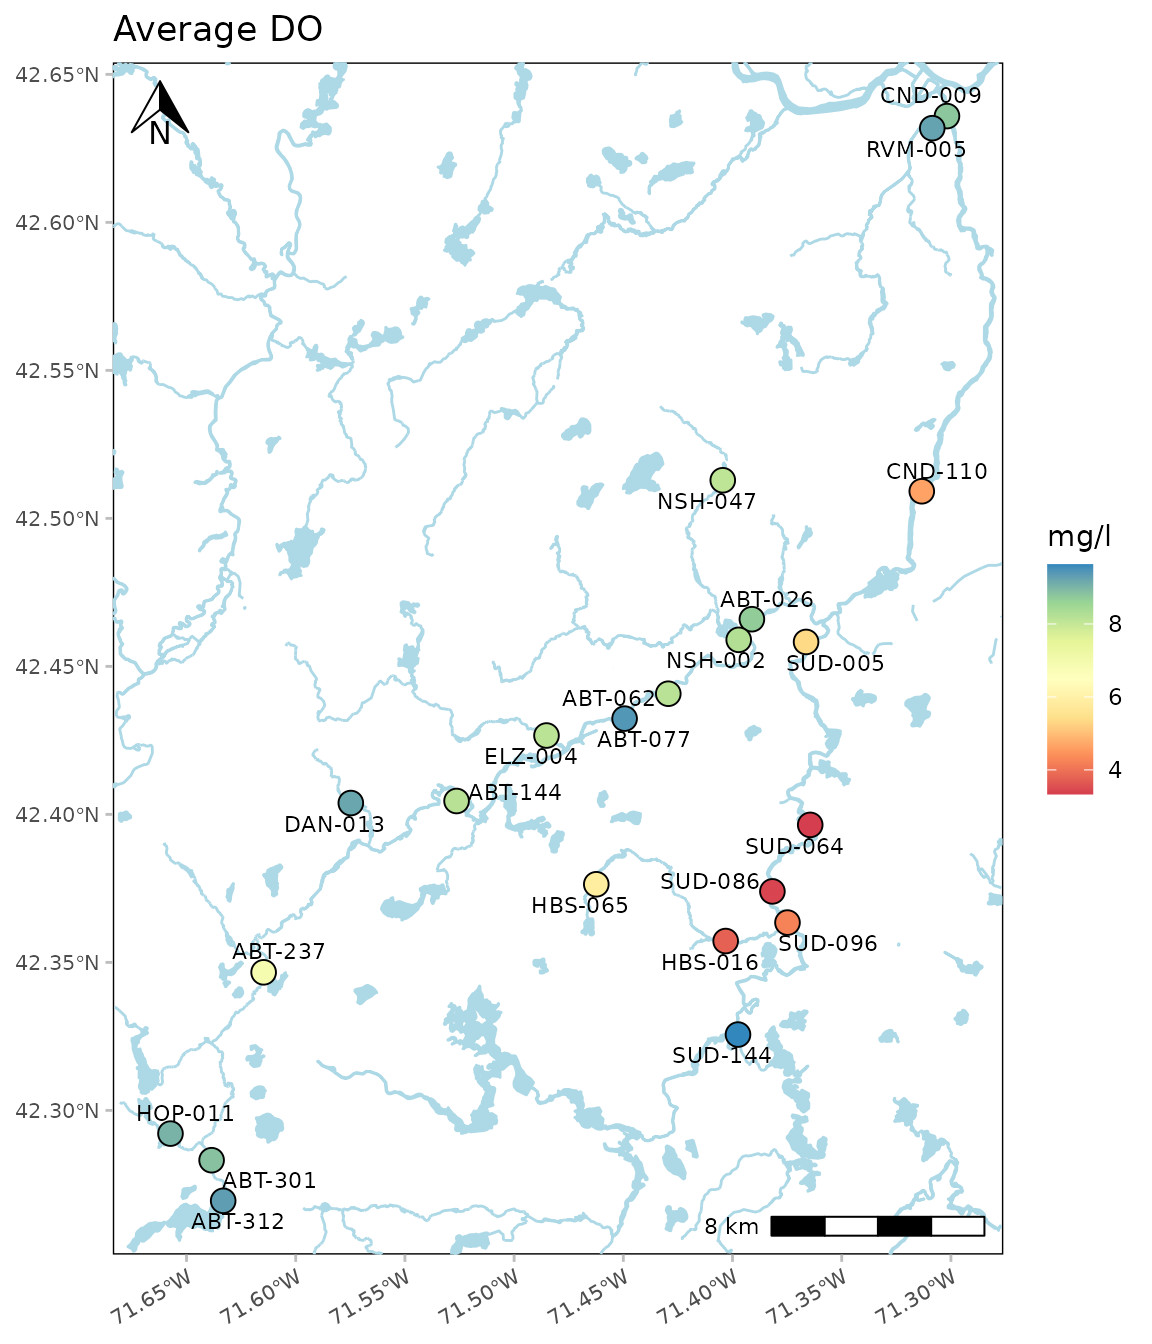 Average DO
42.65°N
42.60°N
42.55°N
42.50°N
42.45°N
42.40°N
42.35°N
42.30°N
N
CND-009
RVM-005
CND-110
NSH-047
ABT-026
NSH-002
SUD-005
ABT-062
ABT-077
ELZ-004
ABT-144
DAN-013
SUD-064
SUD-086
HBS-065
SUD-096
ABT-237
HBS-016
SUD-144
HOP-011
ABT-301
ABT-312
8 km
71.65°W
71.60°W
71.55°W
71.50°W
71.45°W
71.40°W
71.35°W
71.30°W
mg/l
8
6
4